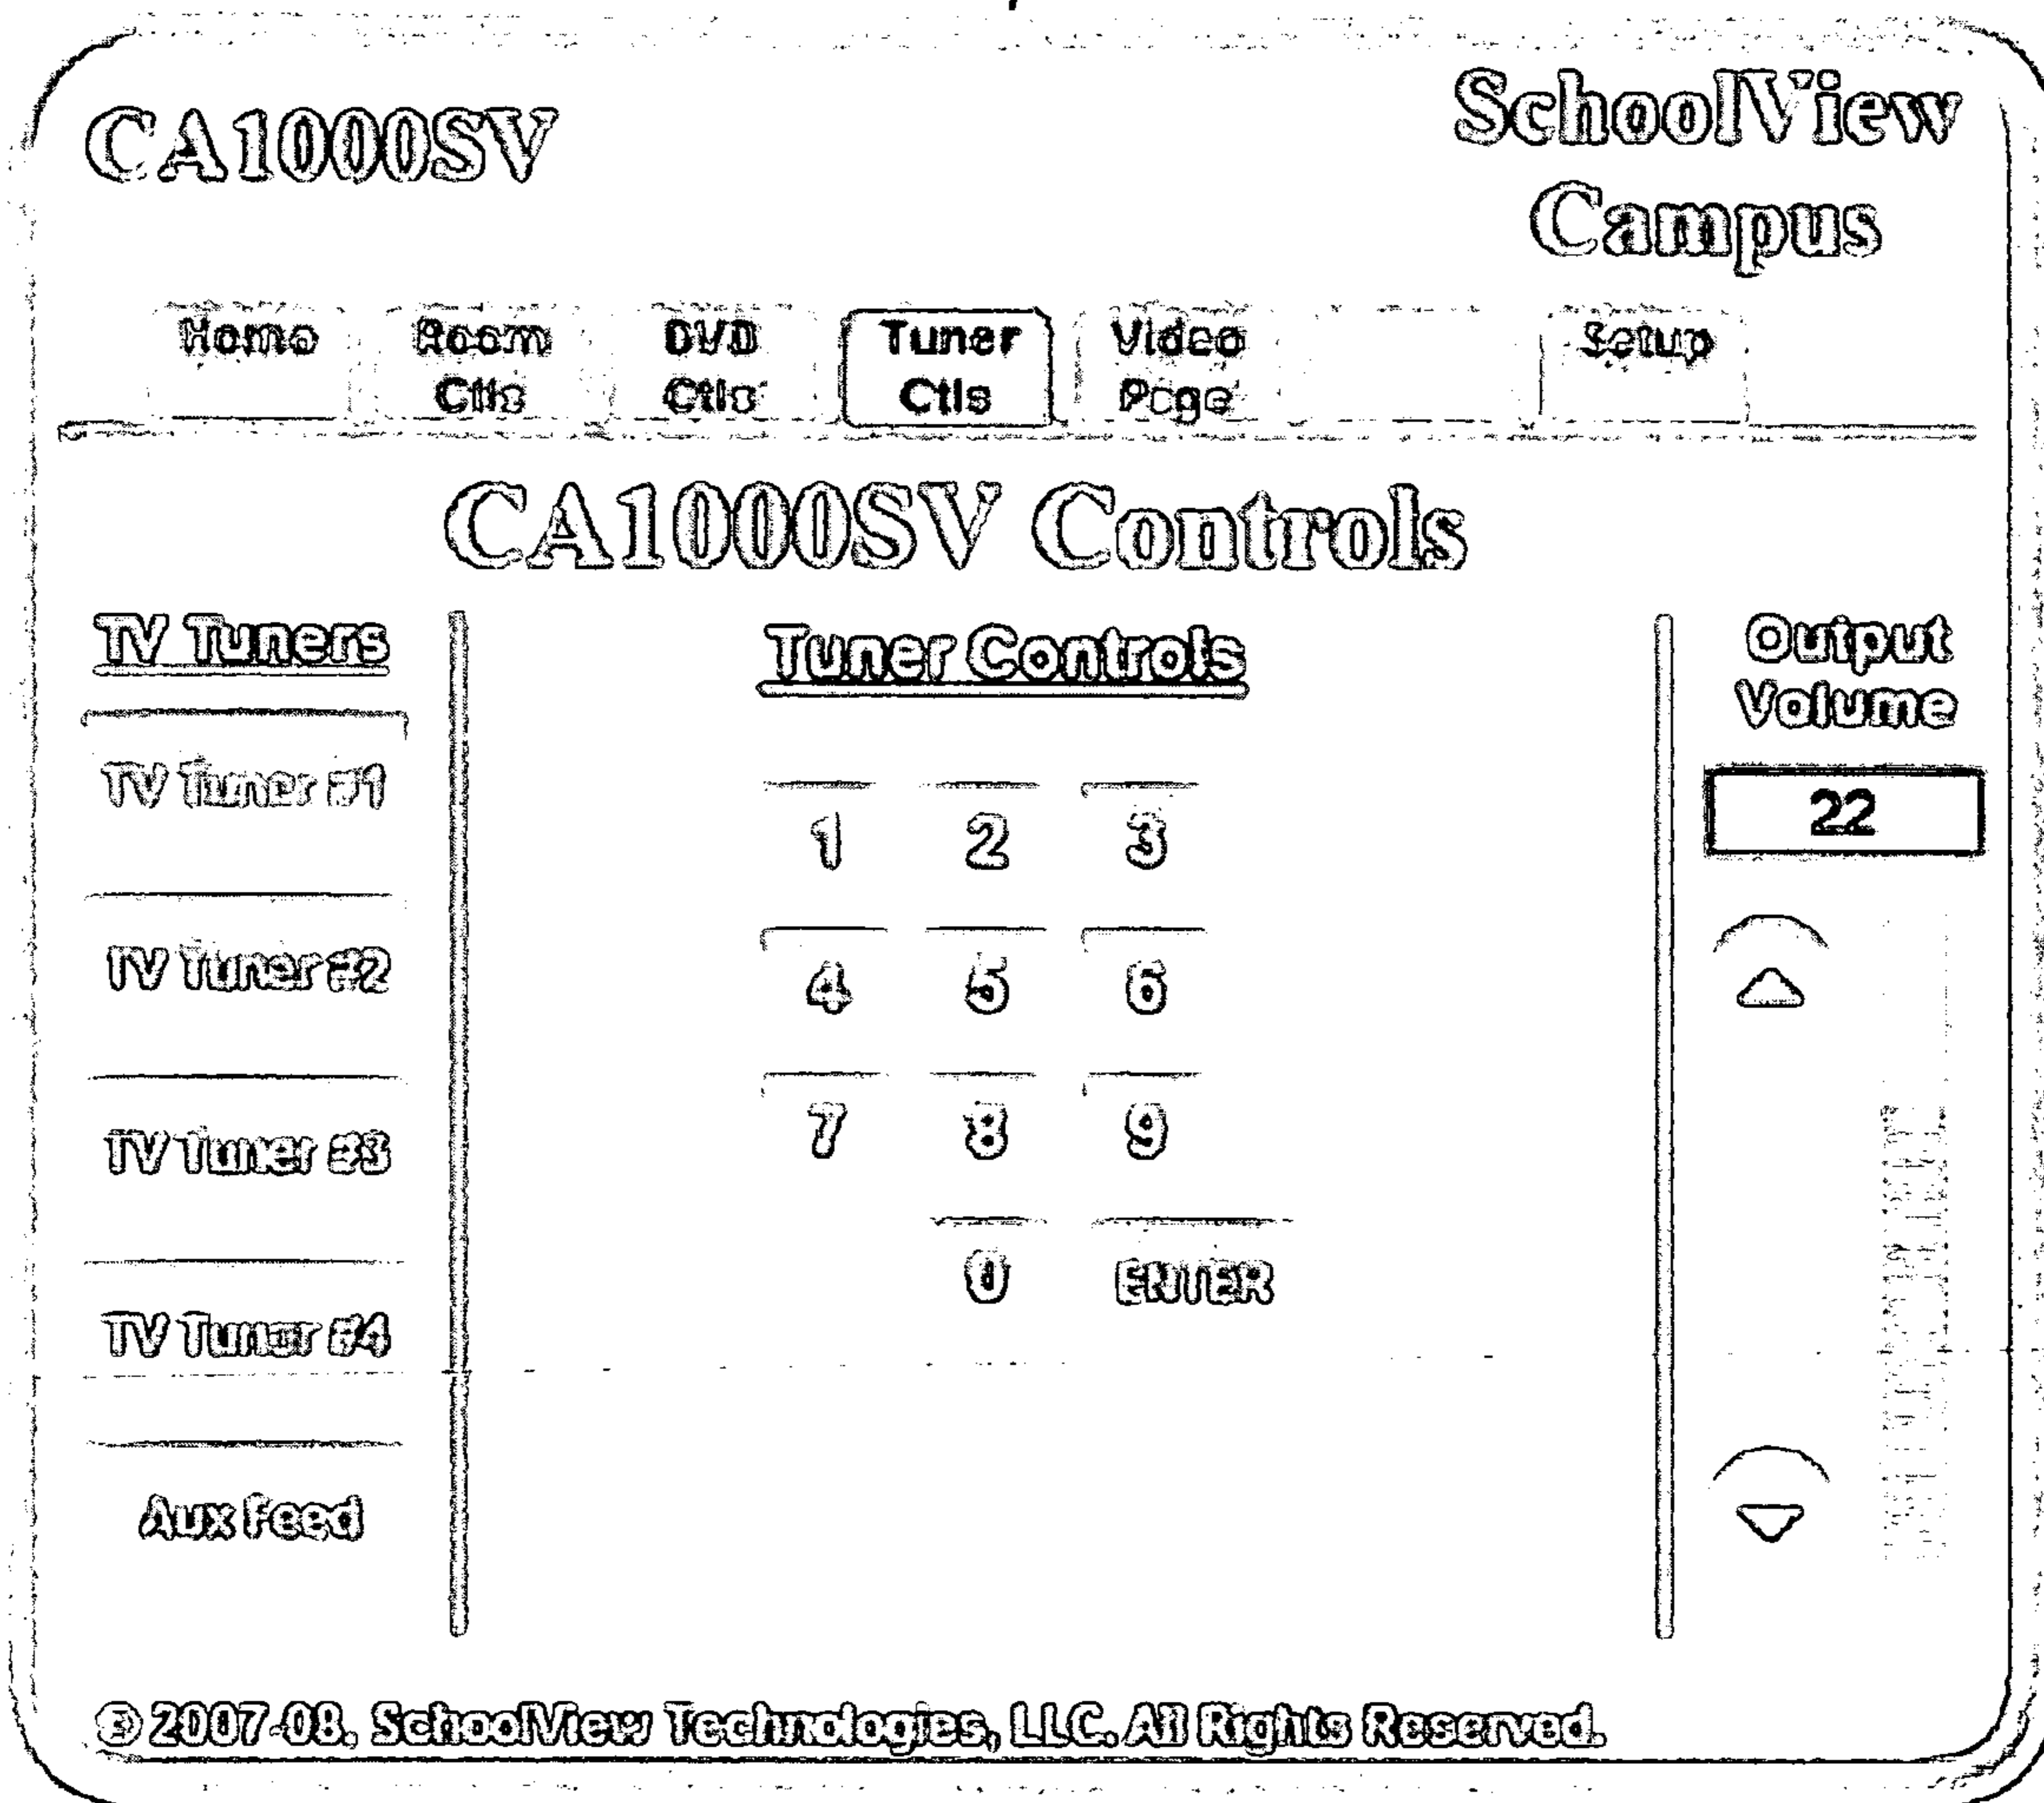 CA1000SV
SchoolView
Campus
Home
Room
Ctls
DVD
Ctls
Tuner
Ctls
Video
Page
Setup
CA1000SV Controls
TV Tuners
TV Tuner #1
TV Tuner #2
TV Tuner #3
TV Tuner #4
Aux Feed
Tuner Controls
1 2 3
4 5 6
7 8 9
0 ENTER
Output
Volume
22
© 2007-08. SchoolView Technologies, LLC. All Rights Reserved.